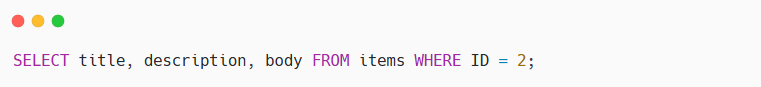 SELECT title, description, body FROM items WHERE ID = 2;